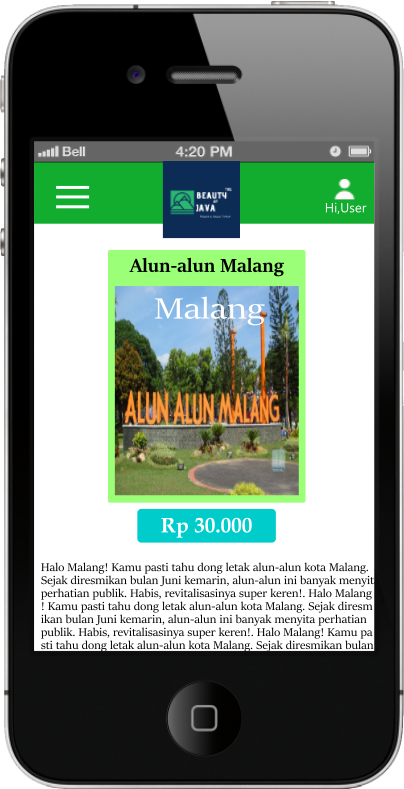 Bell 4:20 PM
BEAUTY
of
JAVA
Hi,User
Alun-alun Malang
Malang
ALUN ALUN MALANG
Rp 30.000
Halo Malang! Kamu pasti tahu dong letak alun-alun kota Malang.
Sejak diresmikan bulan Juni kemarin, alun-alun ini banyak menyit
perhatian publik. Habis, revitalisasinya super keren!. Halo Malang
! Kamu pasti tahu dong letak alun-alun kota Malang. Sejak diresm
ikan bulan Juni kemarin, alun-alun ini banyak menyita perhatian
publik. Habis, revitalisasinya super keren!. Halo Malang! Kamu pa
sti tahu dong letak alun-alun kota Malang. Sejak diresmikan bulan